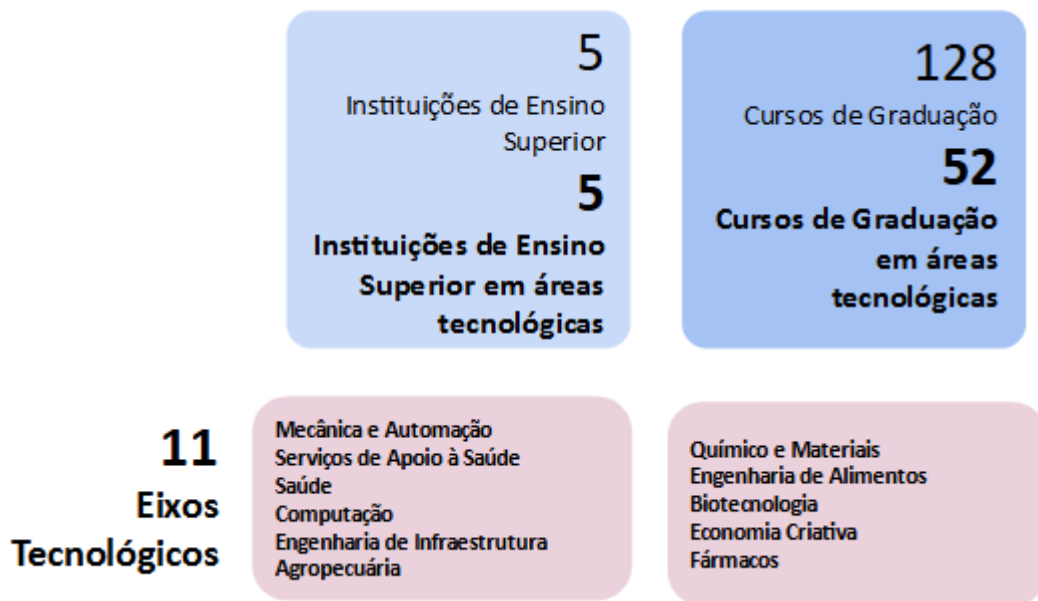 5
Instituições de Ensino
Superior
5
Instituições de Ensino
Superior em áreas
tecnológicas
128
Cursos de Graduação
52
Cursos de Graduação
em áreas
tecnológicas
11
Eixos
Tecnológicos
Mecânica e Automação
Serviços de Apoio à Saúde
Saúde
Computação
Engenharia de Infraestrutura
Agropecuária
Químico e Materiais
Engenharia de Alimentos
Biotecnologia
Economia Criativa
Fármacos